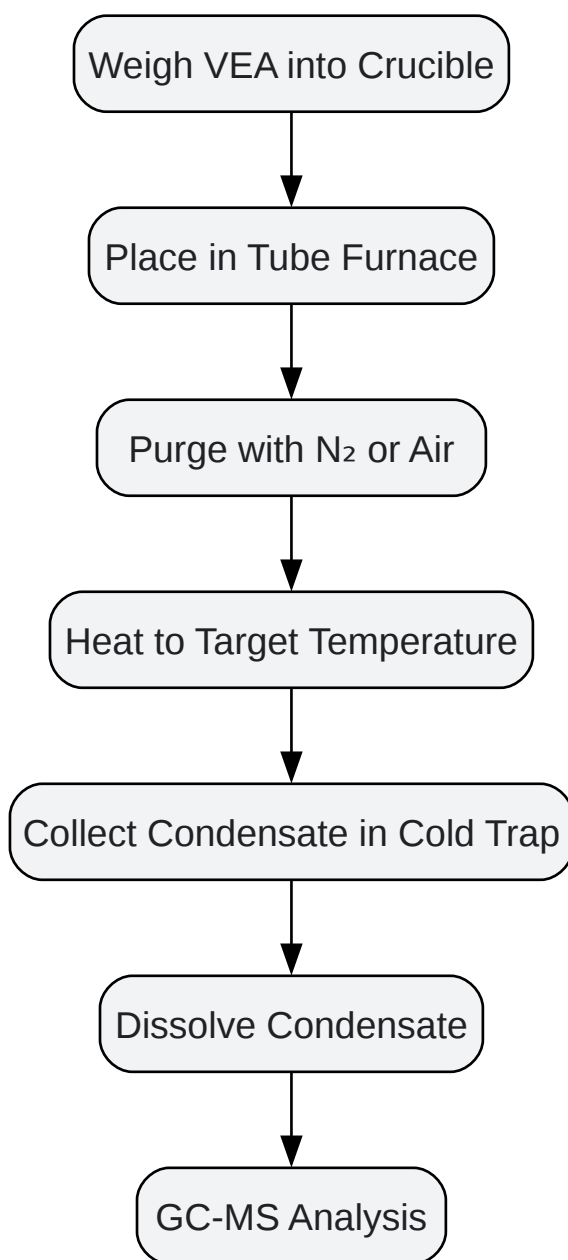 Weigh VEA into Crucible
Place in Tube Furnace
Purge with N₂ or Air
Heat to Target Temperature
Collect Condensate in Cold Trap
Dissolve Condensate
GC-MS Analysis